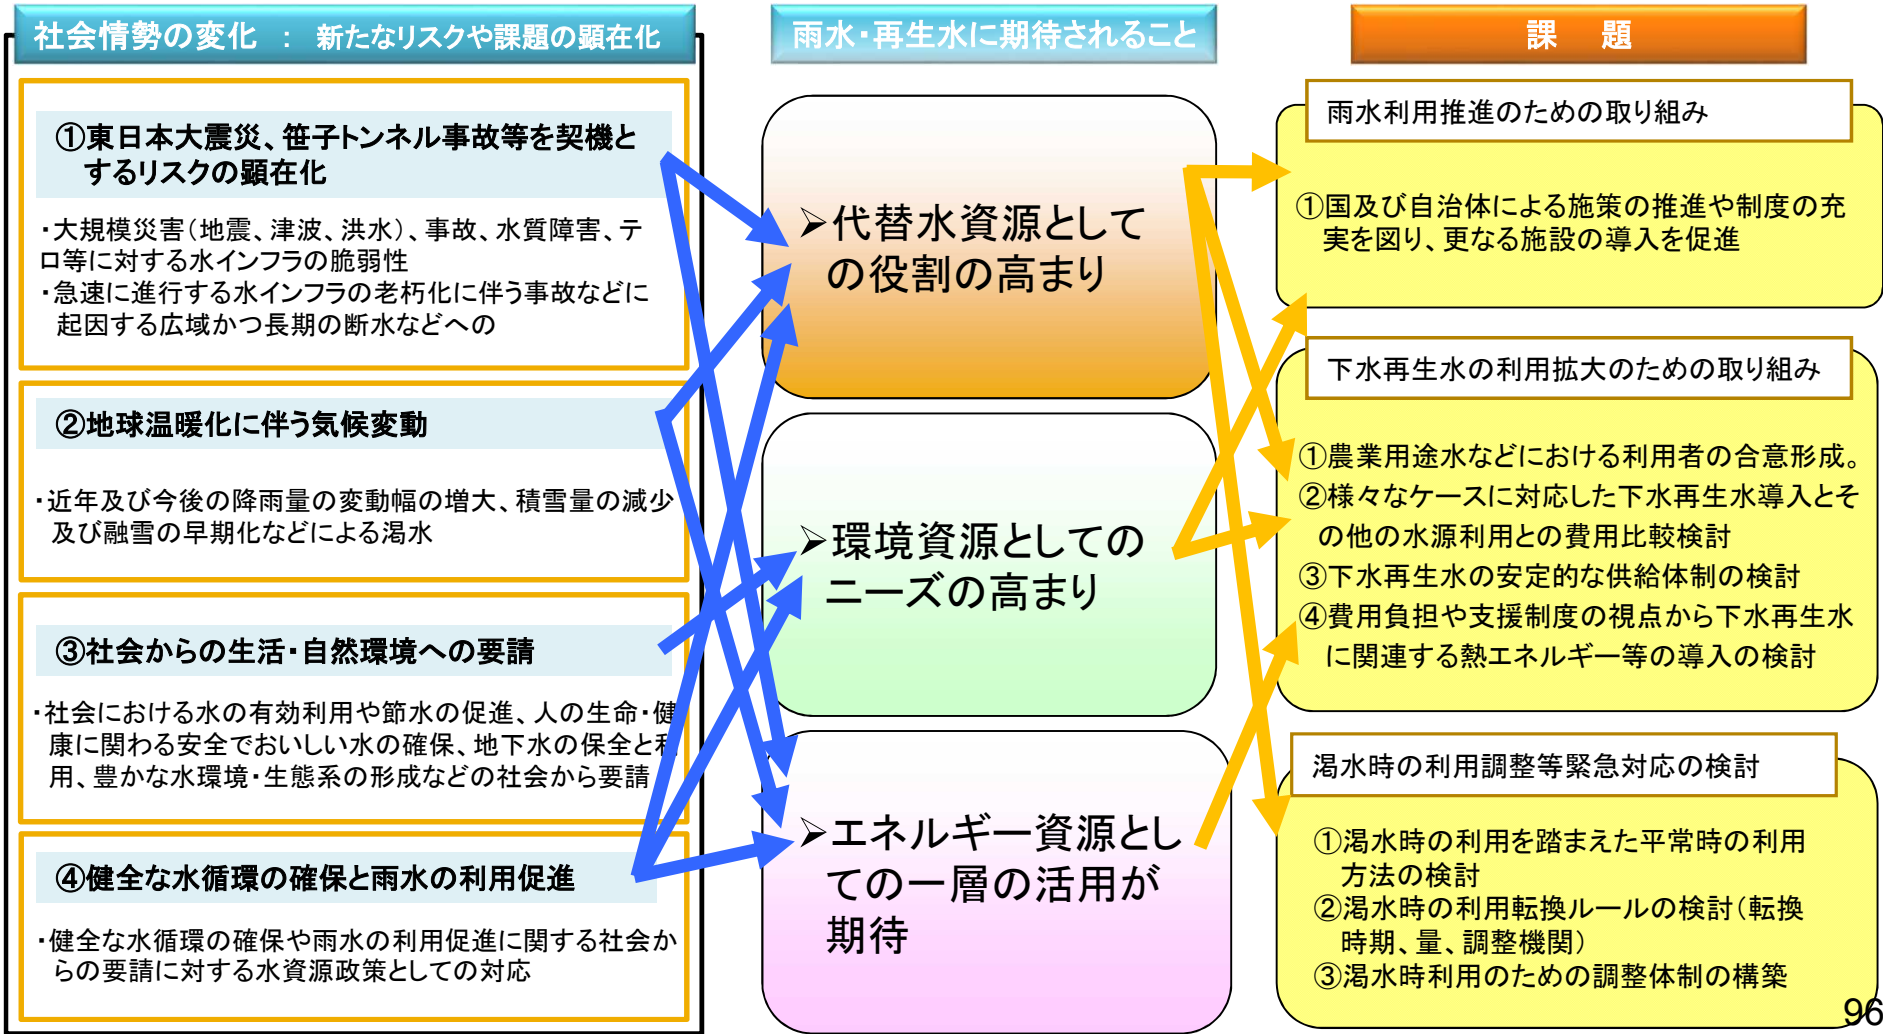 社会情勢の変化 ： 新たなリスクや課題の顕在化
①東日本大震災、笹子トンネル事故等を契機と
するリスクの顕在化
・大規模災害（地震、津波、洪水）、事故、水質障害、テ
ロ等に対する水インフラの脆弱性
・急速に進行する水インフラの老朽化に伴う事故などに
起因する広域かつ長期の断水などへの
②地球温暖化に伴う気候変動
・近年及び今後の降雨量の変動幅の増大、積雪量の減少
及び融雪の早期化などによる渇水
③社会からの生活・自然環境への要請
・社会における水の有効利用や節水の促進、人の生命・健
康に関わる安全でおいしい水の確保、地下水の保全と利
用、豊かな水環境・生態系の形成などの社会から要請
④健全な水循環の確保と雨水の利用促進
・健全な水循環の確保や雨水の利用促進に関する社会か
らの要請に対する水資源政策としての対応
雨水・再生水に期待されること
➢代替水資源として
の役割の高まり
➢環境資源としての
ニーズの高まり
➢エネルギー資源とし
ての一層の活用が
期待
課 題
雨水利用推進のための取り組み
①国及び自治体による施策の推進や制度の充
実を図り、更なる施設の導入を促進
下水再生水の利用拡大のための取り組み
①農業用途水などにおける利用者の合意形成。
②様々なケースに対応した下水再生水導入とそ
の他の水源利用との費用比較検討
③下水再生水の安定的な供給体制の検討
④費用負担や支援制度の視点から下水再生水
に関連する熱エネルギー等の導入の検討
渇水時の利用調整等緊急対応の検討
①渇水時の利用を踏まえた平常時の利用
方法の検討
②渇水時の利用転換ルールの検討（転換
時期、量、調整機関）
③渇水時利用のための調整体制の構築
96